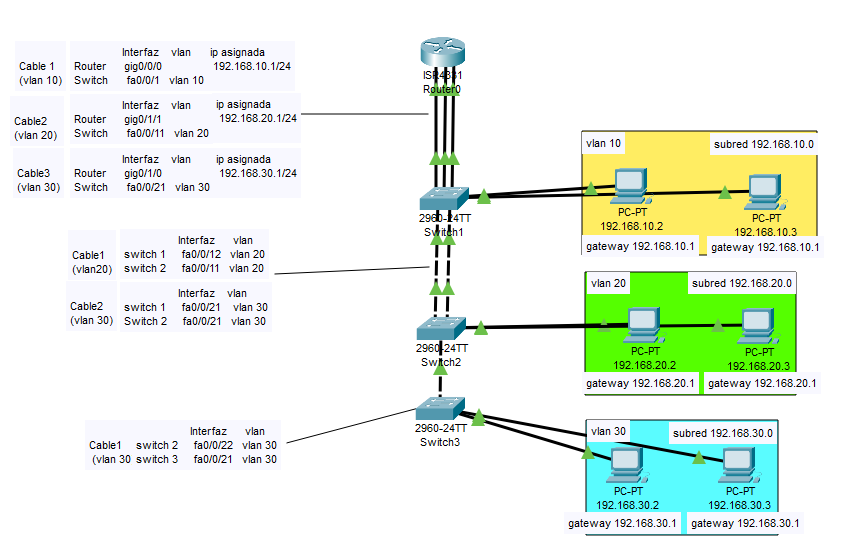 Interfaz vlan ip asignada
Cable 1 Router gig0/0/0 192.168.10.1/24
(vlan 10) Switch fa0/0/1 vlan 10
Interfaz vlan ip asignada
Cable2 Router gig0/1/1 192.168.20.1/24
(vlan 20) Switch fa0/0/11 vlan 20
Interfaz vlan ip asignada
Cable3 Router gig0/1/0 192.168.30.1/24
(vlan 30) Switch fa0/0/21 vlan 30
ISR4331
Router0
vlan 10 subred 192.168.10.0
PC-PT
192.168.10.2
PC-PT
192.168.10.3
gateway 192.168.10.1 gateway 192.168.10.1
2960-24TT
Switch1
Interfaz vlan
Cable1 switch 1 fa0/0/12 vlan 20
(vlan20) switch 2 fa0/0/11 vlan 20
Interfaz vlan
Cable2 switch 1 fa0/0/21 vlan 30
(vlan 30) Switch 2 fa0/0/21 vlan 30
vlan 20 subred 192.168.20.0
PC-PT
192.168.20.2
PC-PT
192.168.20.3
gateway 192.168.20.1 gateway 192.168.20.1
2960-24TT
Switch2
2960-24TT
Switch3
Interfaz vlan
Cable1 switch 2 fa0/0/22 vlan 30
(vlan 30 switch 3 fa0/0/21 vlan 30
vlan 30 subred 192.168.30.0
PC-PT
192.168.30.2
PC-PT
192.168.30.3
gateway 192.168.30.1 gateway 192.168.30.1